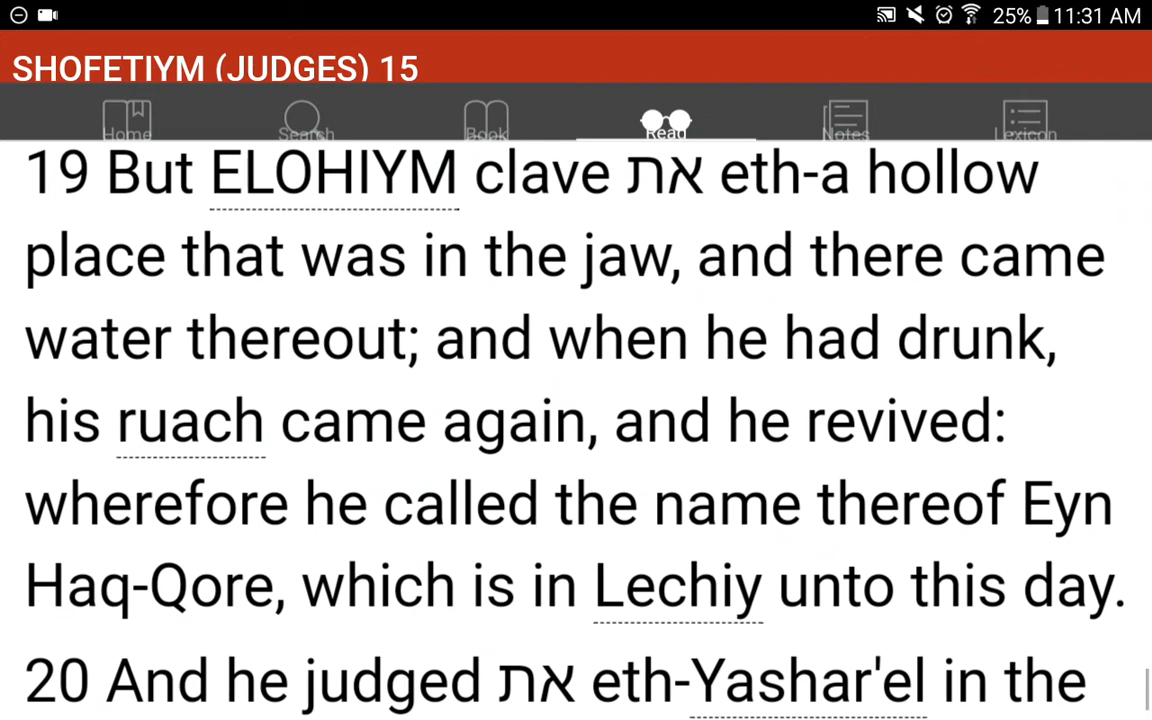 25% 11:31 AM
SHOFETIYM (JUDGES) 15
Home Search Book Read Notes Lexicon
19 But ELOHIYM clave את eth-a hollow
place that was in the jaw, and there came
water thereout; and when he had drunk,
his ruach came again, and he revived:
wherefore he called the name thereof Eyn
Haq-Qore, which is in Lechiy unto this day.
20 And he judged את eth-Yashar'el in the